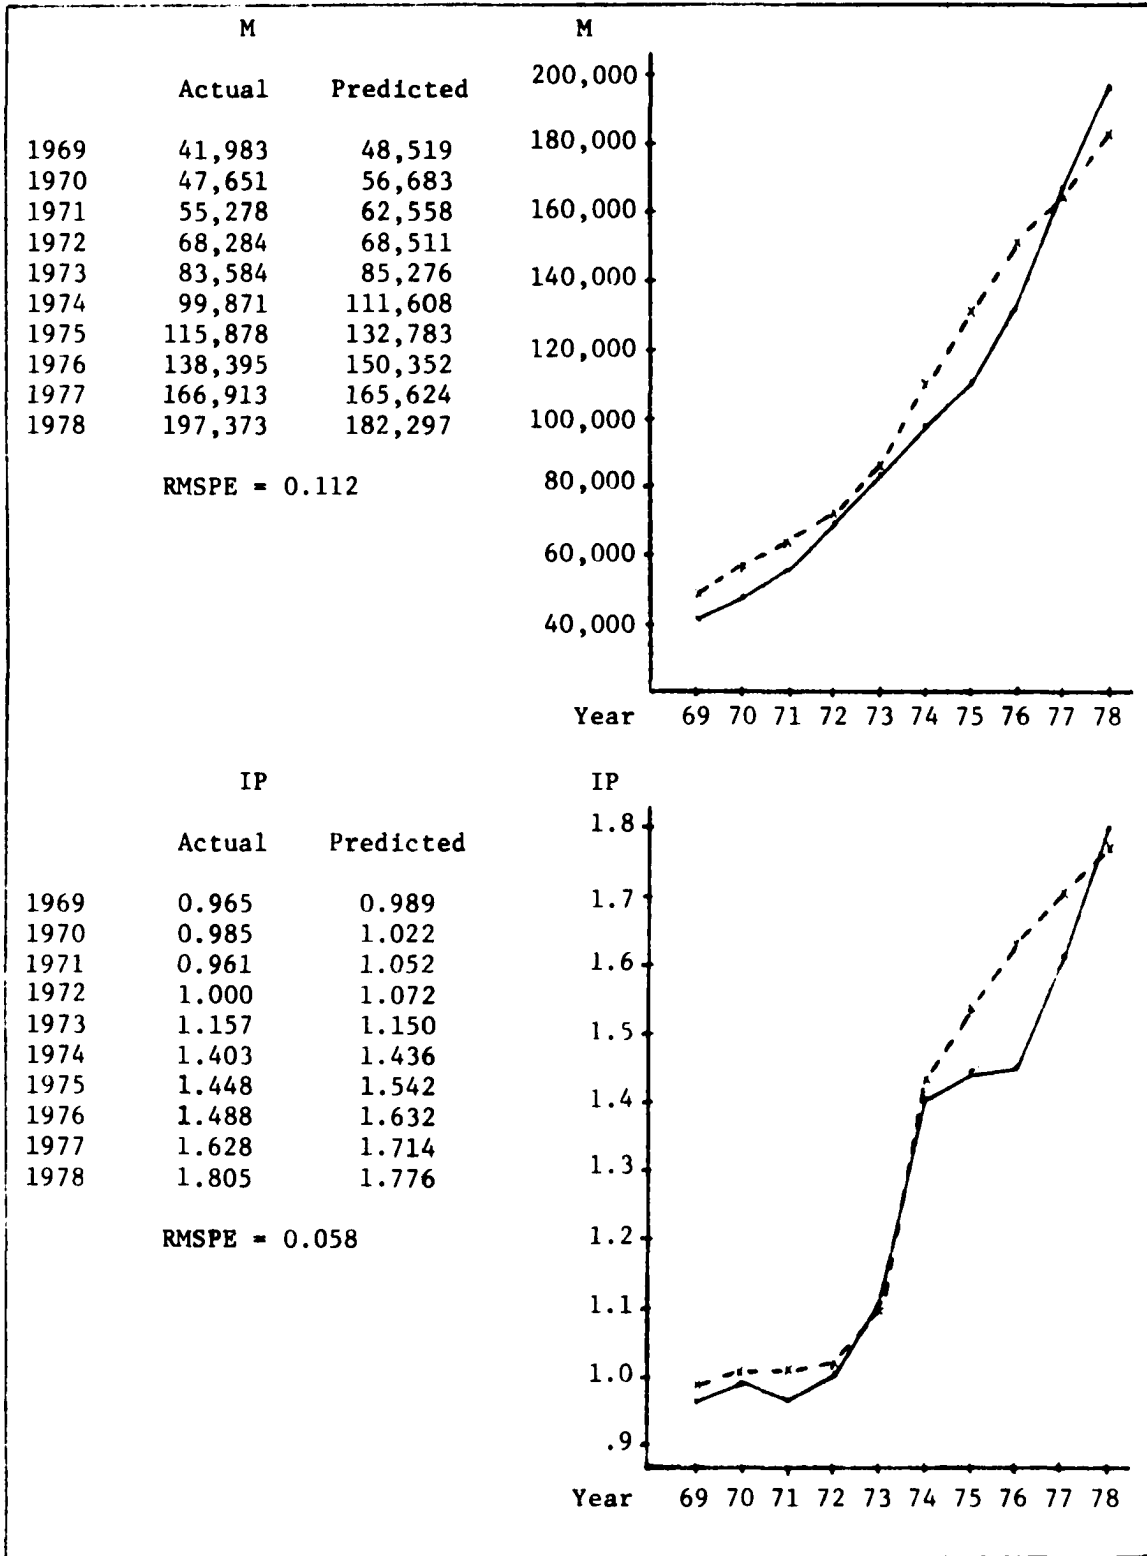 M
Actual Predicted
1969 41,983 48,519
1970 47,651 56,683
1971 55,278 62,558
1972 68,284 68,511
1973 83,584 85,276
1974 99,871 111,608
1975 115,878 132,783
1976 138,395 150,352
1977 166,913 165,624
1978 197,373 182,297
RMSPE = 0.112
M
200,000
180,000
160,000
140,000
120,000
100,000
80,000
60,000
40,000
Year 69 70 71 72 73 74 75 76 77 78
IP
Actual Predicted
1969 0.965 0.989
1970 0.985 1.022
1971 0.961 1.052
1972 1.000 1.072
1973 1.157 1.150
1974 1.403 1.436
1975 1.448 1.542
1976 1.488 1.632
1977 1.628 1.714
1978 1.805 1.776
RMSPE = 0.058
IP
1.8
1.7
1.6
1.5
1.4
1.3
1.2
1.1
1.0
.9
Year 69 70 71 72 73 74 75 76 77 78